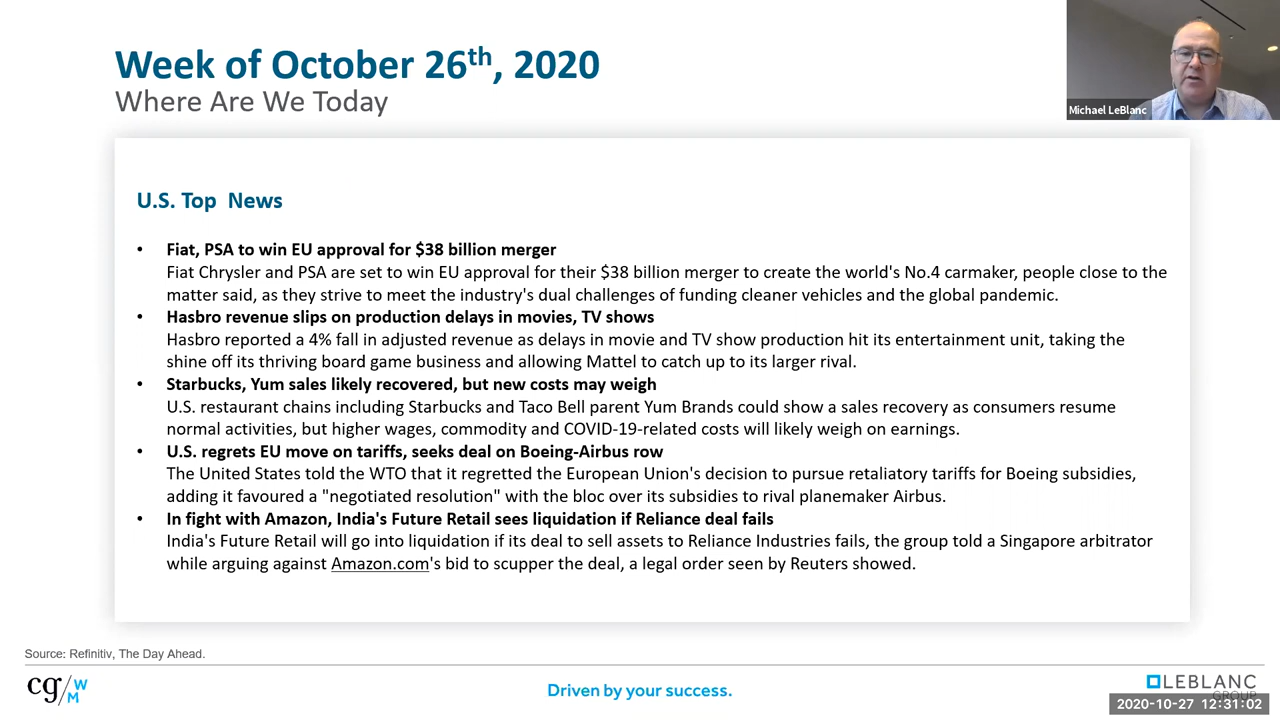 Week of October 26th, 2020
Where Are We Today
Michael LeBlanc
U.S. Top  News
• Fiat, PSA to win EU approval for $38 billion merger
Fiat Chrysler and PSA are set to win EU approval for their $38 billion merger to create the world's No.4 carmaker, people close to the
matter said, as they strive to meet the industry's dual challenges of funding cleaner vehicles and the global pandemic.
• Hasbro revenue slips on production delays in movies, TV shows
Hasbro reported a 4% fall in adjusted revenue as delays in movie and TV show production hit its entertainment unit, taking the
shine off its thriving board game business and allowing Mattel to catch up to its larger rival.
• Starbucks, Yum sales likely recovered, but new costs may weigh
U.S. restaurant chains including Starbucks and Taco Bell parent Yum Brands could show a sales recovery as consumers resume
normal activities, but higher wages, commodity and COVID-19-related costs will likely weigh on earnings.
• U.S. regrets EU move on tariffs, seeks deal on Boeing-Airbus row
The United States told the WTO that it regretted the European Union's decision to pursue retaliatory tariffs for Boeing subsidies,
adding it favoured a "negotiated resolution" with the bloc over its subsidies to rival planemaker Airbus.
• In fight with Amazon, India's Future Retail sees liquidation if Reliance deal fails
India's Future Retail will go into liquidation if its deal to sell assets to Reliance Industries fails, the group told a Singapore arbitrator
while arguing against Amazon.com's bid to scupper the deal, a legal order seen by Reuters showed.
Source: Refinitiv, The Day Ahead.
cg/WM
Driven by your success.
LEBLANC
GROUP
2020-10-27 12:31:02